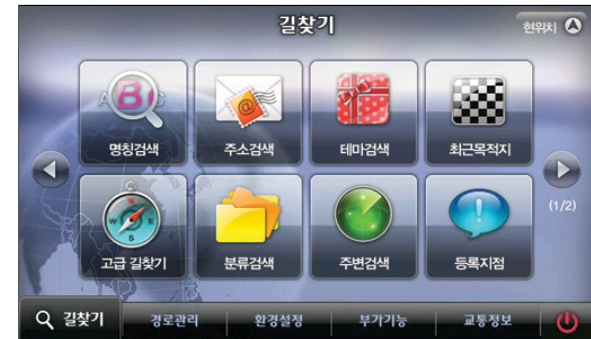 길찾기
현위치
명칭검색
주소검색
테마검색
최근목적지
고급 길찾기
분류검색
주변검색
등록지점
(1/2)
길찾기
경로관리
환경설정
부가기능
교통정보